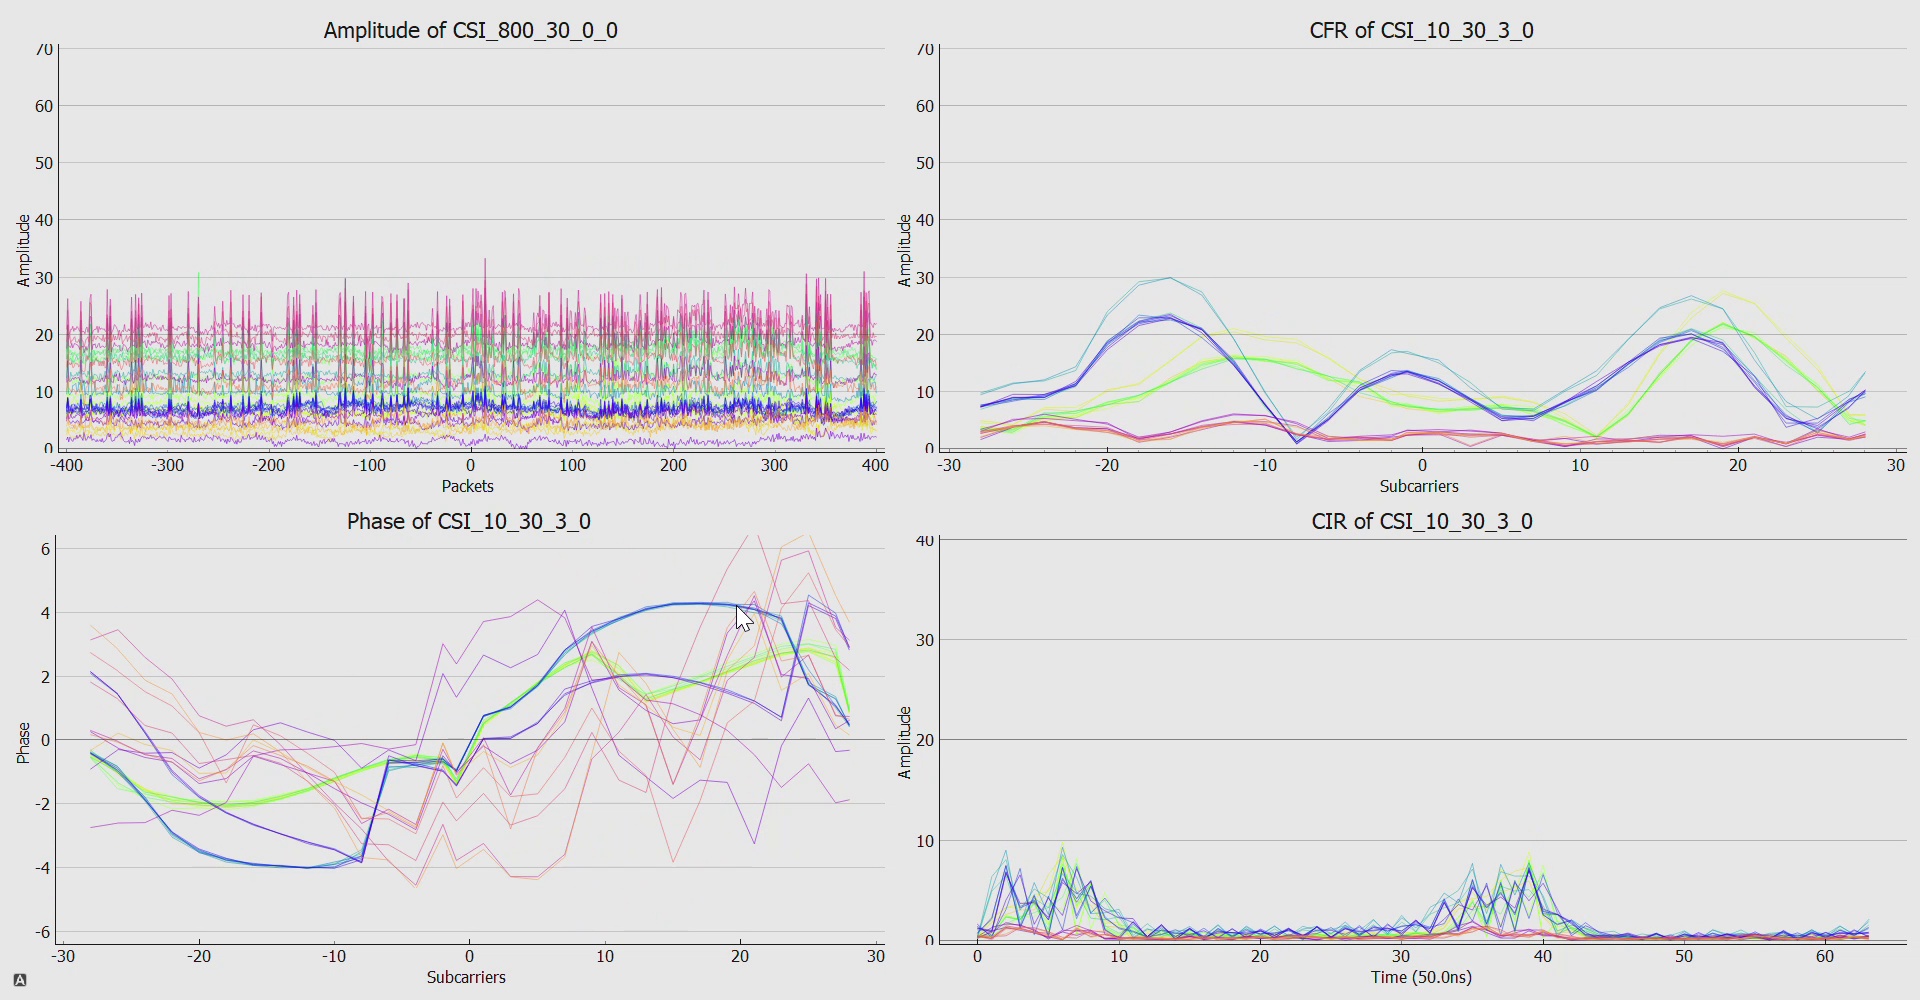 Amplitude of CSI_800_30_0_0
70
60
50
40
30
20
10
0
Amplitude
-400 -300 -200 -100 0 100 200 300 400
Packets
CFR of CSI_10_30_3_0
70
60
50
40
30
20
10
0
Amplitude
-30 -20 -10 0 10 20 30
Subcarriers
Phase of CSI_10_30_3_0
6
4
2
0
-2
-4
-6
Phase
-30 -20 -10 0 10 20 30
Subcarriers
A
CIR of CSI_10_30_3_0
40
30
20
10
0
Amplitude
0 10 20 30 40 50 60
Time (50.0ns)